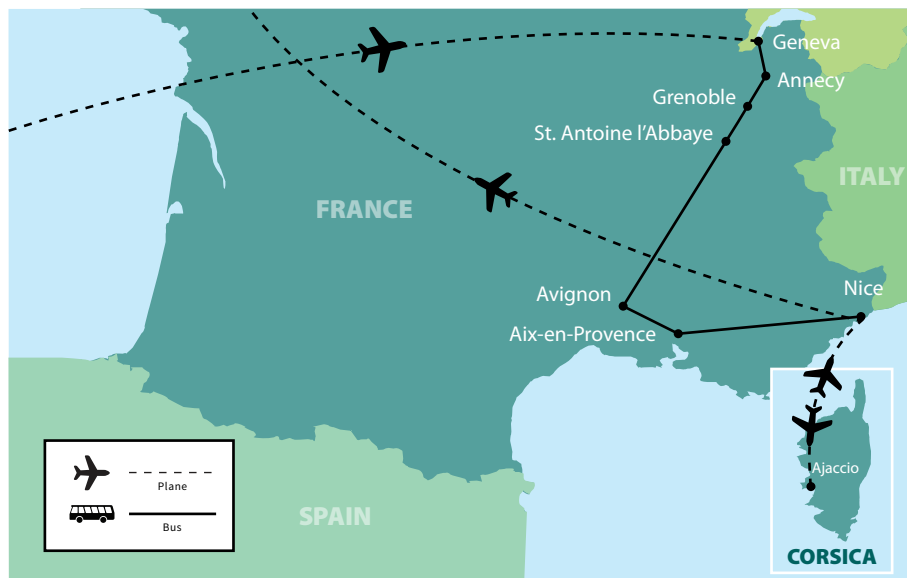 Geneva
Annecy
Grenoble
St. Antoine l’Abbaye
ITALY
FRANCE
Nice
Avignon
Aix-en-Provence
Ajaccio
Plane
Bus
SPAIN
CORSICA